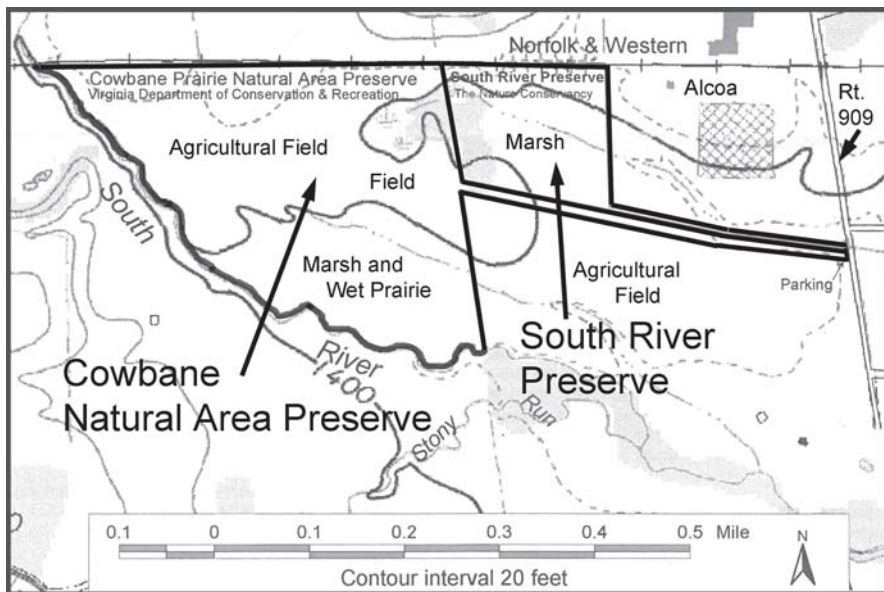 Norfolk & Western
Cowbane Prairie Natural Area Preserve
Virginia Department of Conservation & Recreation
South River Preserve
The Nature Conservancy
Alcoa
Rt.
909
Agricultural Field
Marsh
Field
South
Marsh and
Wet Prairie
Agricultural
Field
Parking
River
1400
South River
Preserve
Cowbane
Natural Area Preserve
Run
Stony
0.1 0 0.1 0.2 0.3 0.4 0.5 Mile
N
Contour interval 20 feet